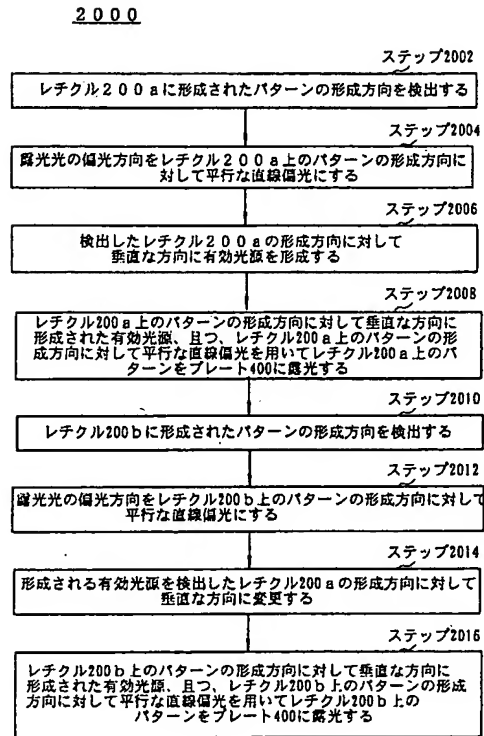 2000
ステップ2002
レチクル200aに形成されたパターンの形成方向を検出する
ステップ2004
露光光の偏光方向をレチクル200a上のパターンの形成方向に
対して平行な直線偏光にする
ステップ2006
検出したレチクル200aの形成方向に対して
垂直な方向に有効光源を形成する
ステップ2008
レチクル200a上のパターンの形成方向に対して垂直な方向に
形成された有効光源、且つ、レチクル200a上のパターンの形
成方向に対して平行な直線偏光を用いてレチクル200a上のパ
ターンをプレート400に露光する
ステップ2010
レチクル200bに形成されたパターンの形成方向を検出する
ステップ2012
露光光の偏光方向をレチクル200b上のパターンの形成方向に対して
平行な直線偏光にする
ステップ2014
形成される有効光源を検出したレチクル200aの形成方向に対して
垂直な方向に変更する
ステップ2016
レチクル200b上のパターンの形成方向に対して垂直な方向に
形成された有効光源、且つ、レチクル200b上のパターンの形成
方向に対して平行な直線偏光を用いてレチクル200b上の
パターンをプレート400に露光する